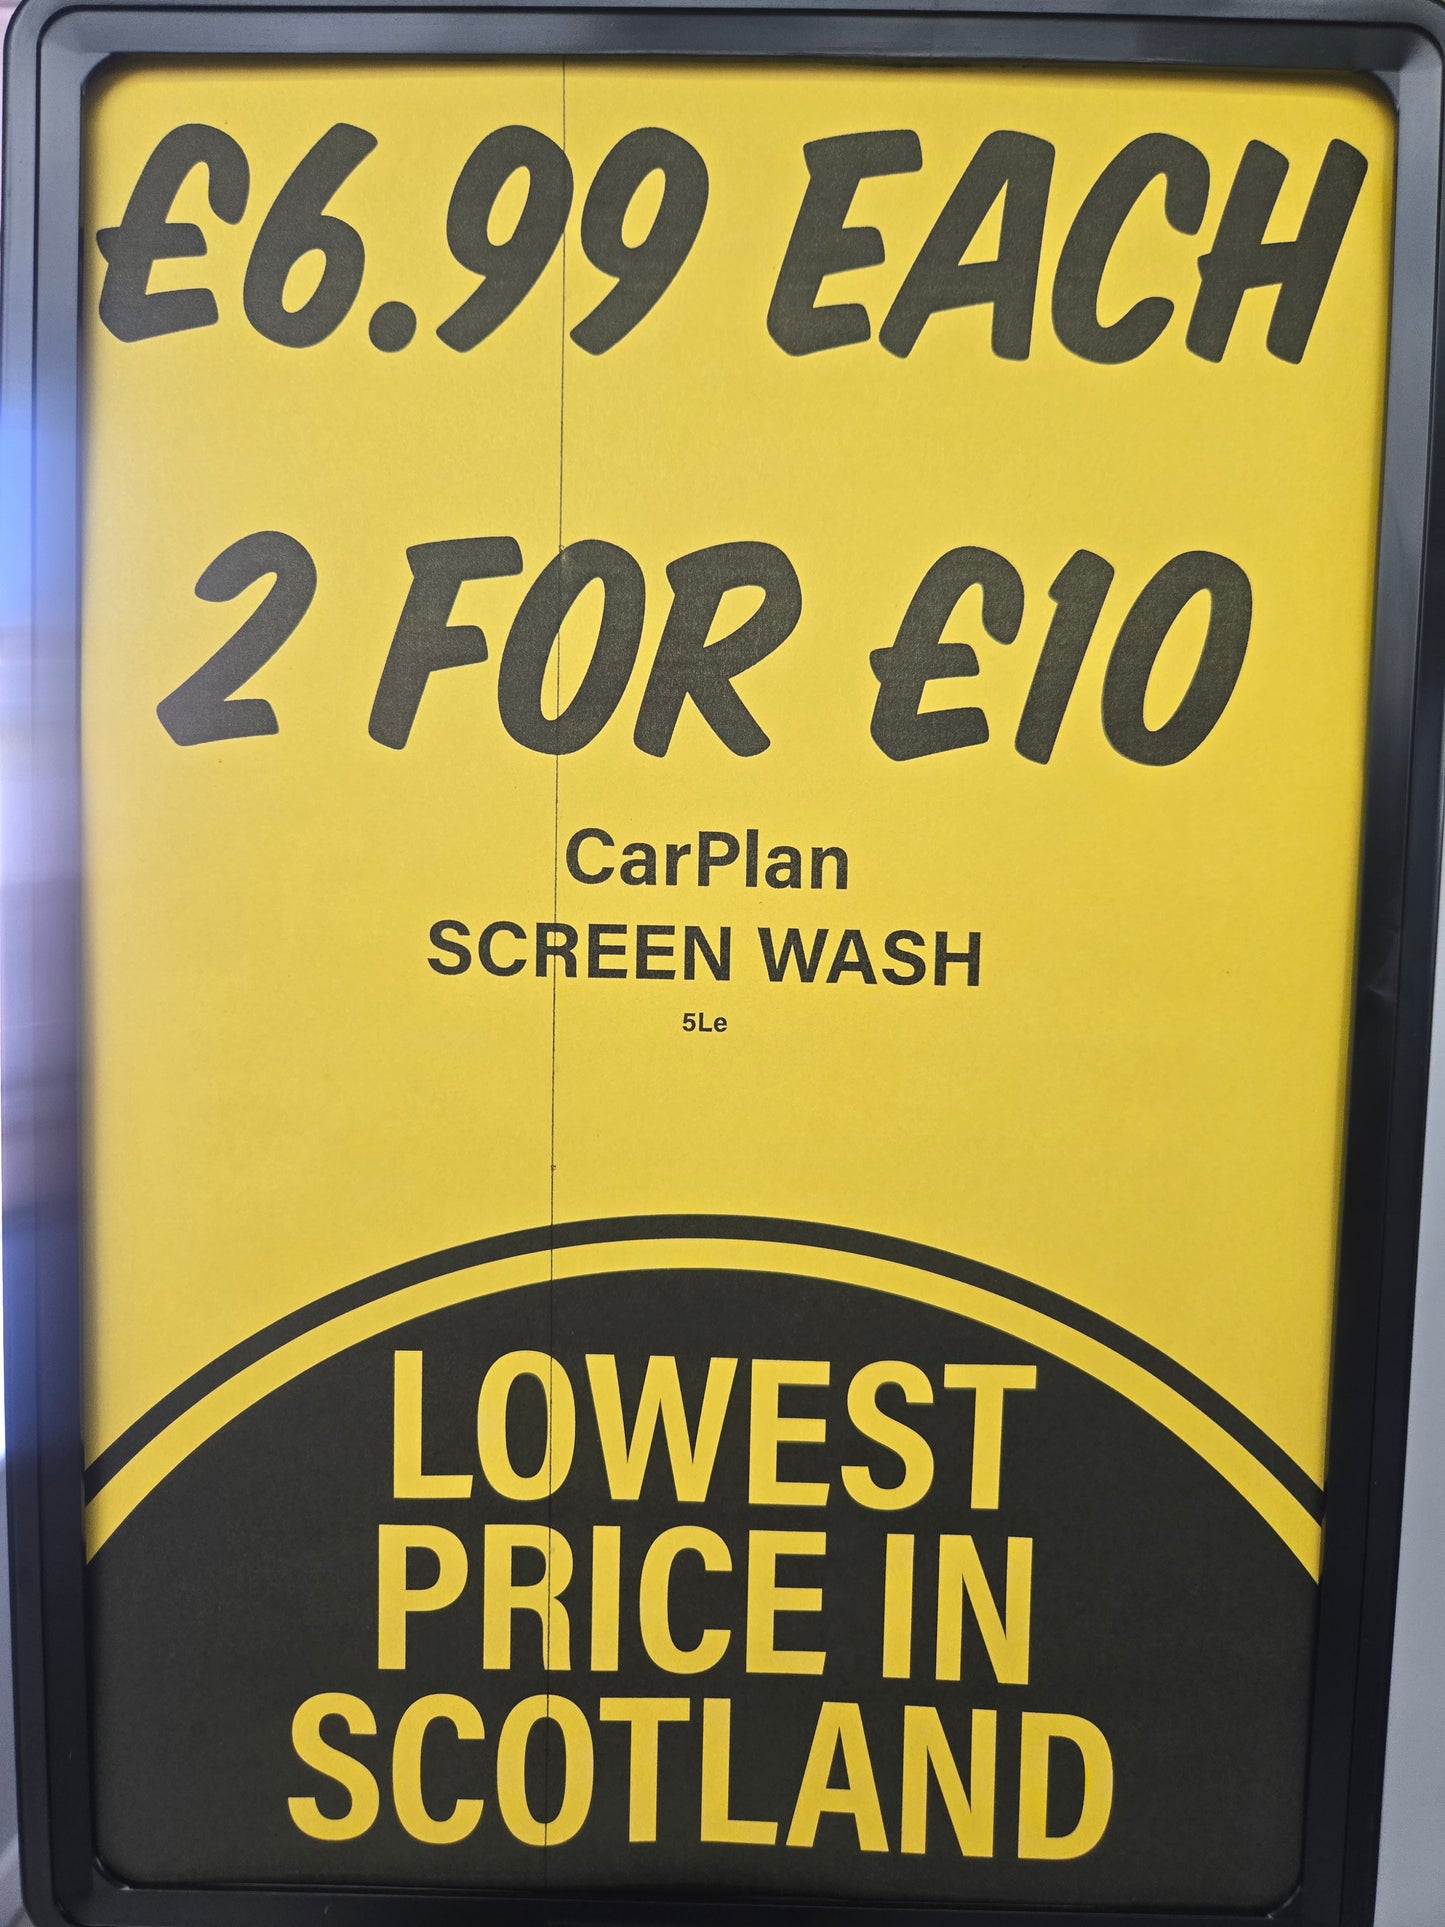 £6.99 EACH
2 FOR £10
CarPlan
SCREEN WASH
5Le
LOWEST
PRICE IN
SCOTLAND